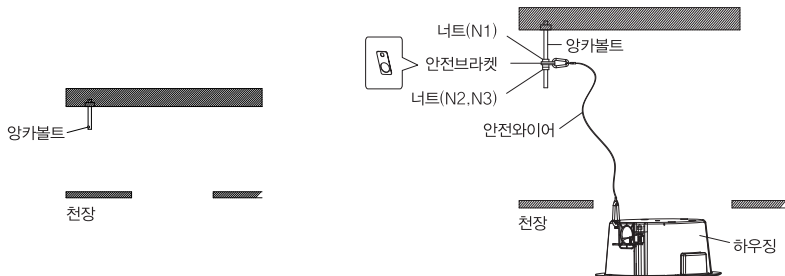 앙카볼트
천장
너트(N1)
앙카볼트
안전브라켓
너트(N2,N3)
안전와이어
천장
하우징